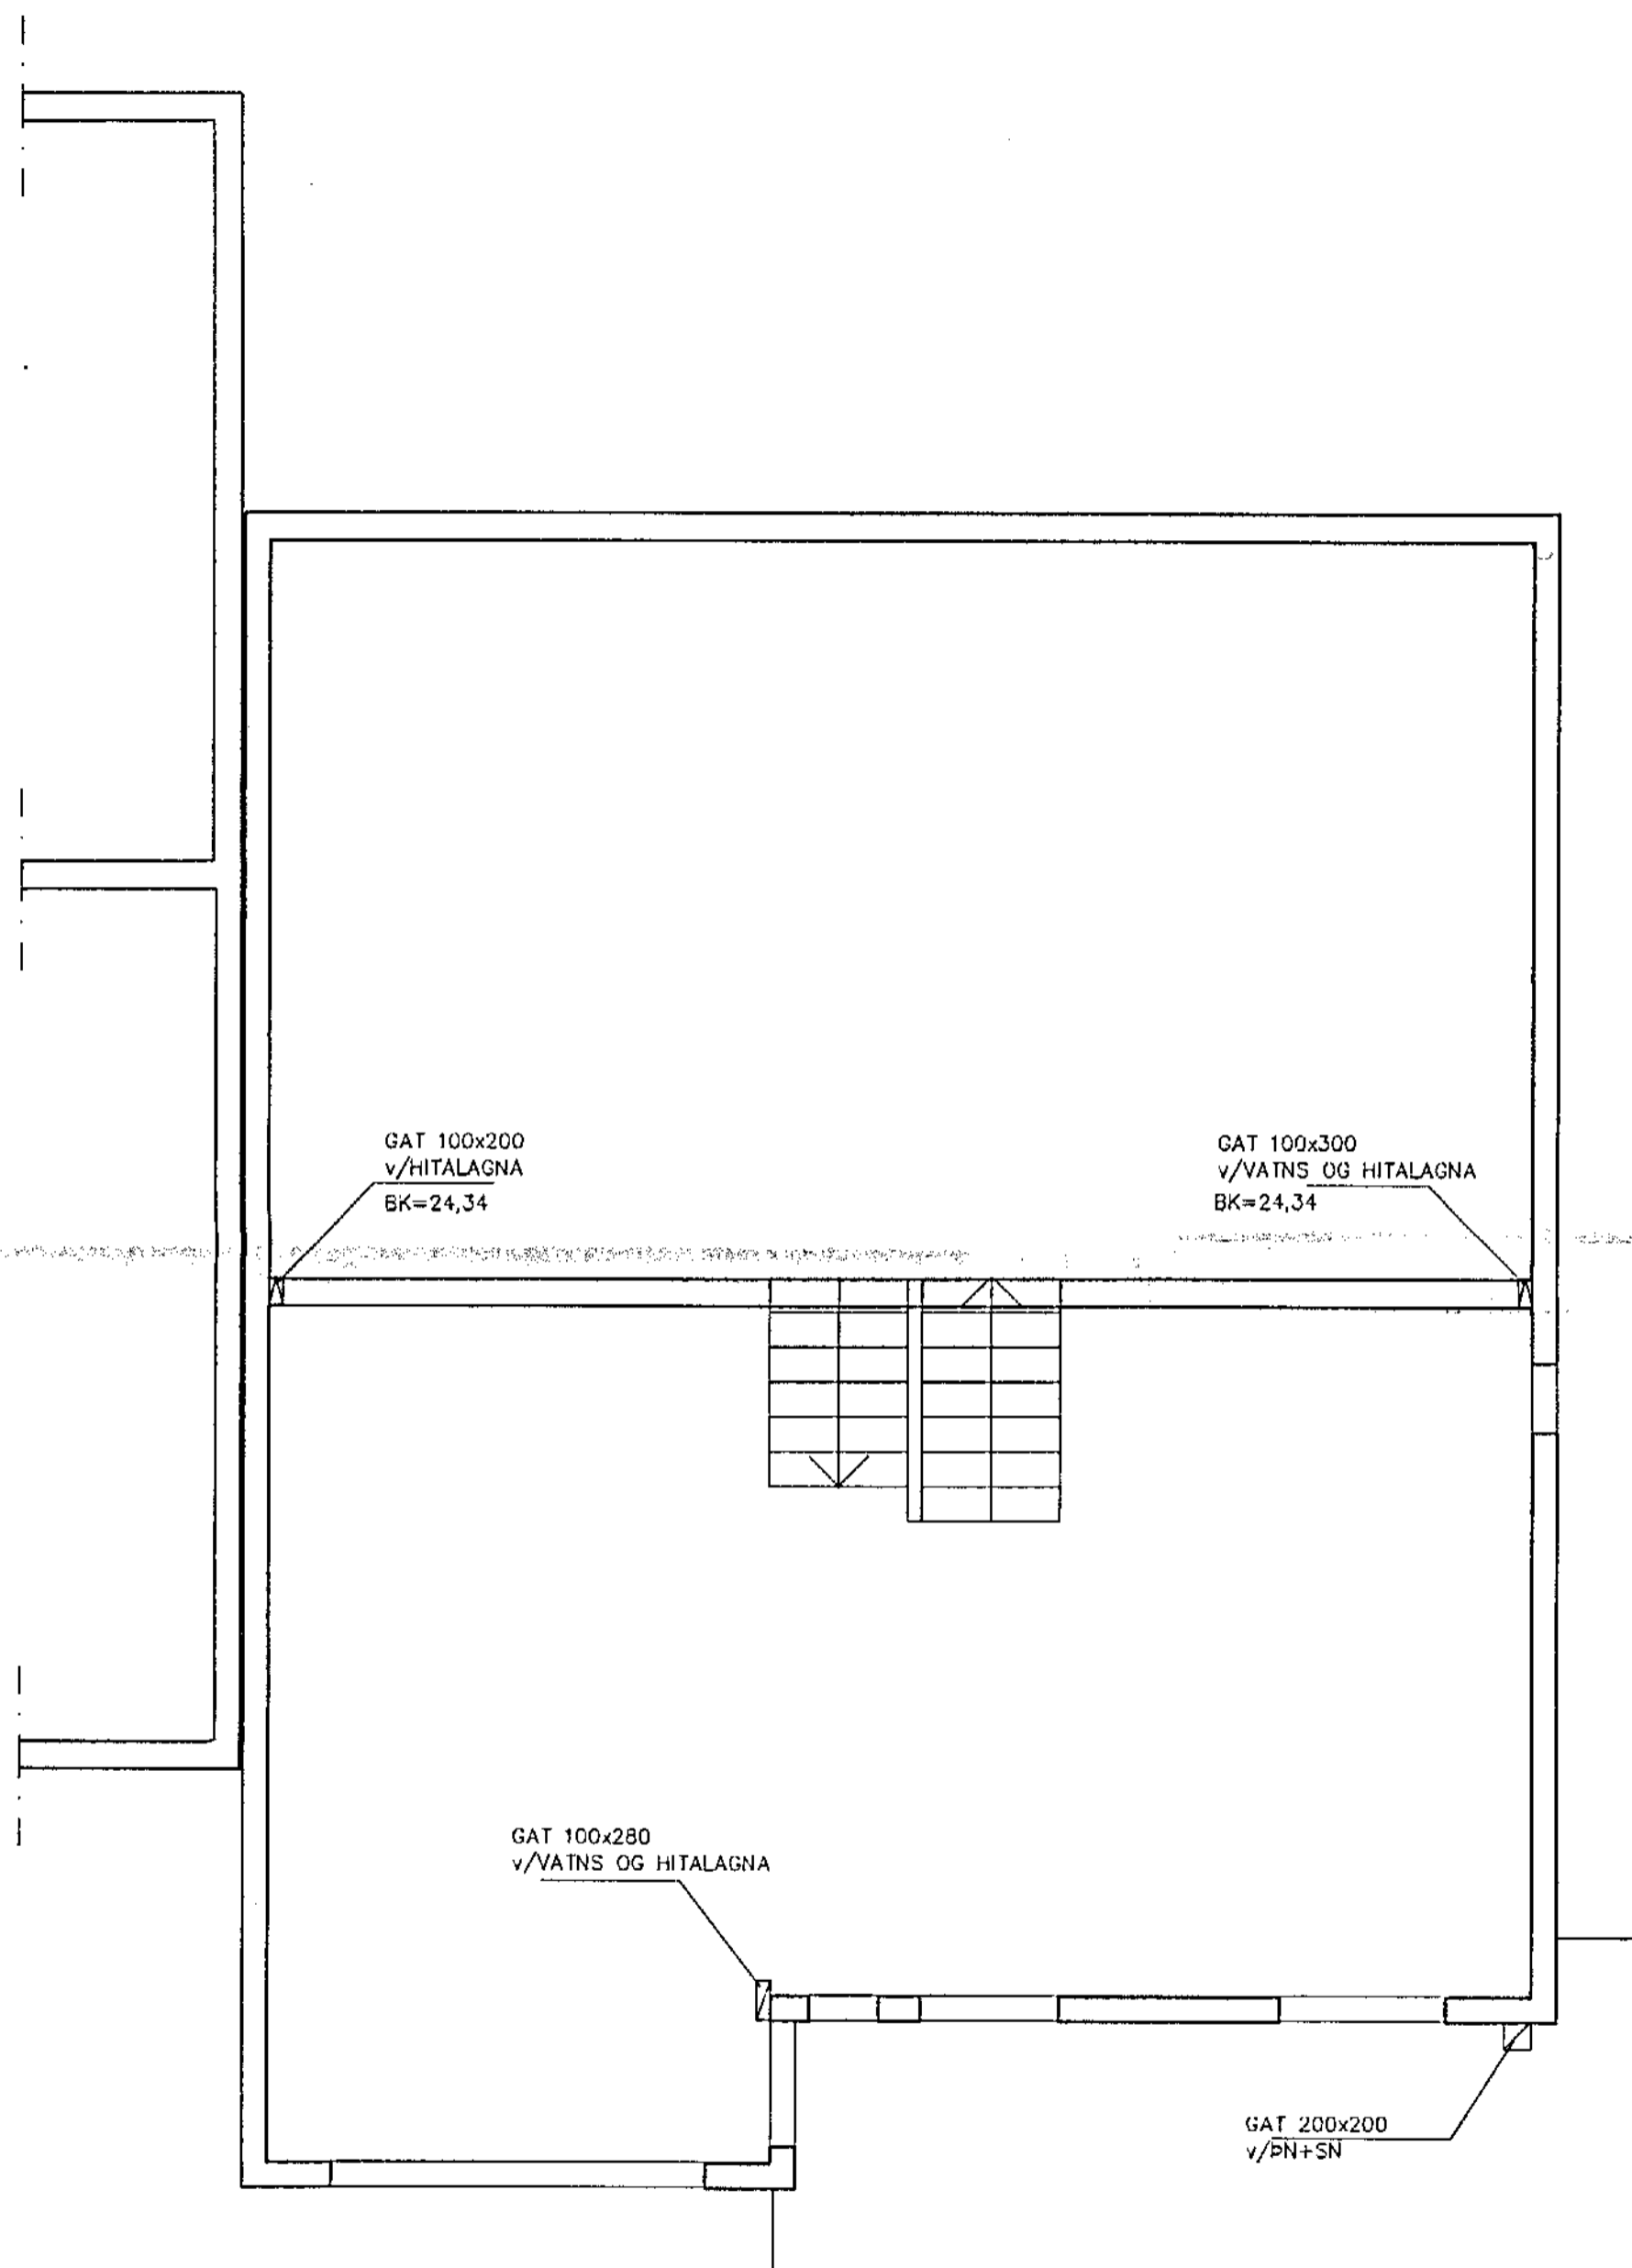 GAT 100x200
v/HITALAGNA
BK=24,34
GAT 100x300
v/VATNS OG HITALAGNA
BK=24,34
GAT 100x280
v/VATNS OG HITALAGNA
GAT 200x200
v/ÞN+SN